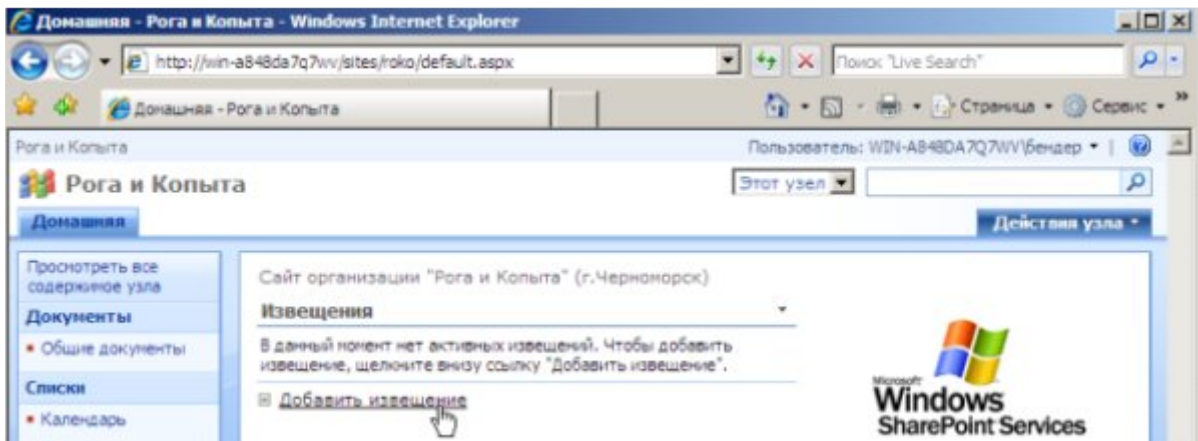 Домашняя - Рога и Копыта - Windows Internet Explorer
http://win-a848da7q7wv/sites/roko/default.aspx
Поиск "Live Search"
Домашняя - Рога и Копыта
Страница
Сервис
Рога и Копыта
Пользователь: WIN-A848DA7Q7WV\бендер
Рога и Копыта
Этот узел
Домашняя
Действия узла
Просмотреть все
содержимое узла
Документы
Общие документы
Списки
Календарь
Сайт организации "Рога и Копыта" (г.Черноморск)
Извещения
В данный момент нет активных извещений. Чтобы добавить
извещение, щелкните внизу ссылку "Добавить извещение".
Добавить извещение
Microsoft
Windows
SharePoint Services